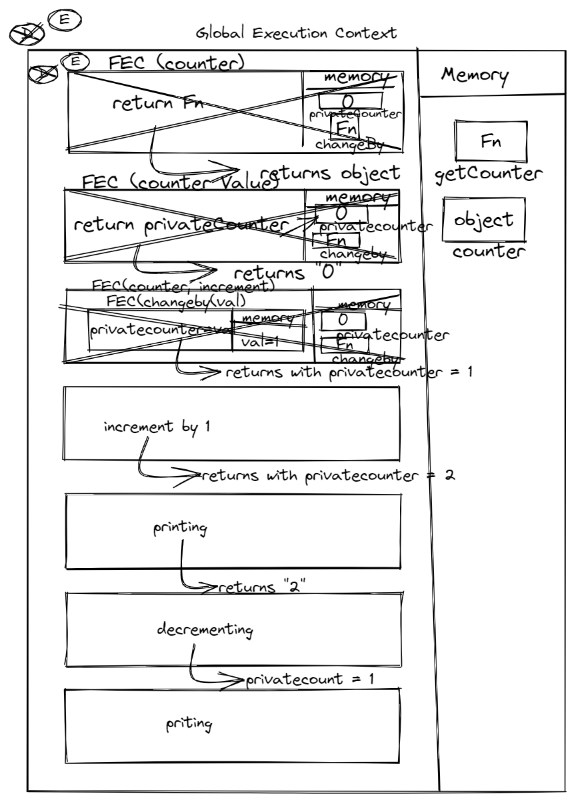 E
Global Execution Context
E
FEC (counter)
memory
Memory
return Fn
0
privateCounter
Fn
Fn
changeBy
returns object
getCounter
FEC (counter Value)
memory
0
object
return privateCounter
privatecounter
Fn
counter
changeby
returns "0"
FEC(counter, increment)
FEC(changeby(val)
memory
memory
0
privatecounter=va
privatecounter
val=1
Fn
changeby
returns with privatecounter = 1
increment by 1
returns with privatecounter = 2
printing
returns "2"
decrementing
privatecount = 1
priting